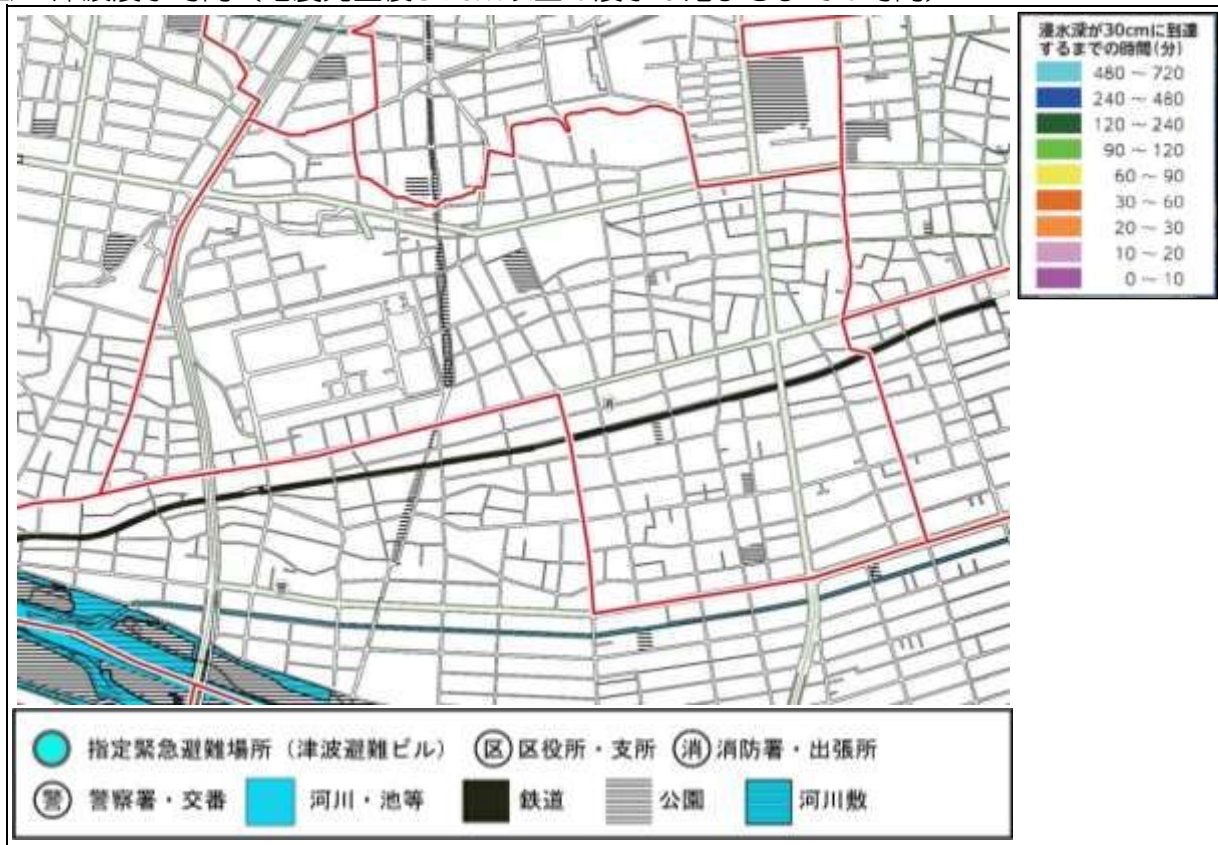 浸水深が30cmに到達
するまでの時間(分)
480 ～ 720
240 ～ 480
120 ～ 240
90 ～ 120
60 ～ 90
30 ～ 60
20 ～ 30
10 ～ 20
0 ～ 10
消
指定緊急避難場所（津波避難ビル）
区 区役所・支所
消 消防署・出張所
警 警察署・交番
河川・池等
鉄道
公園
河川敷